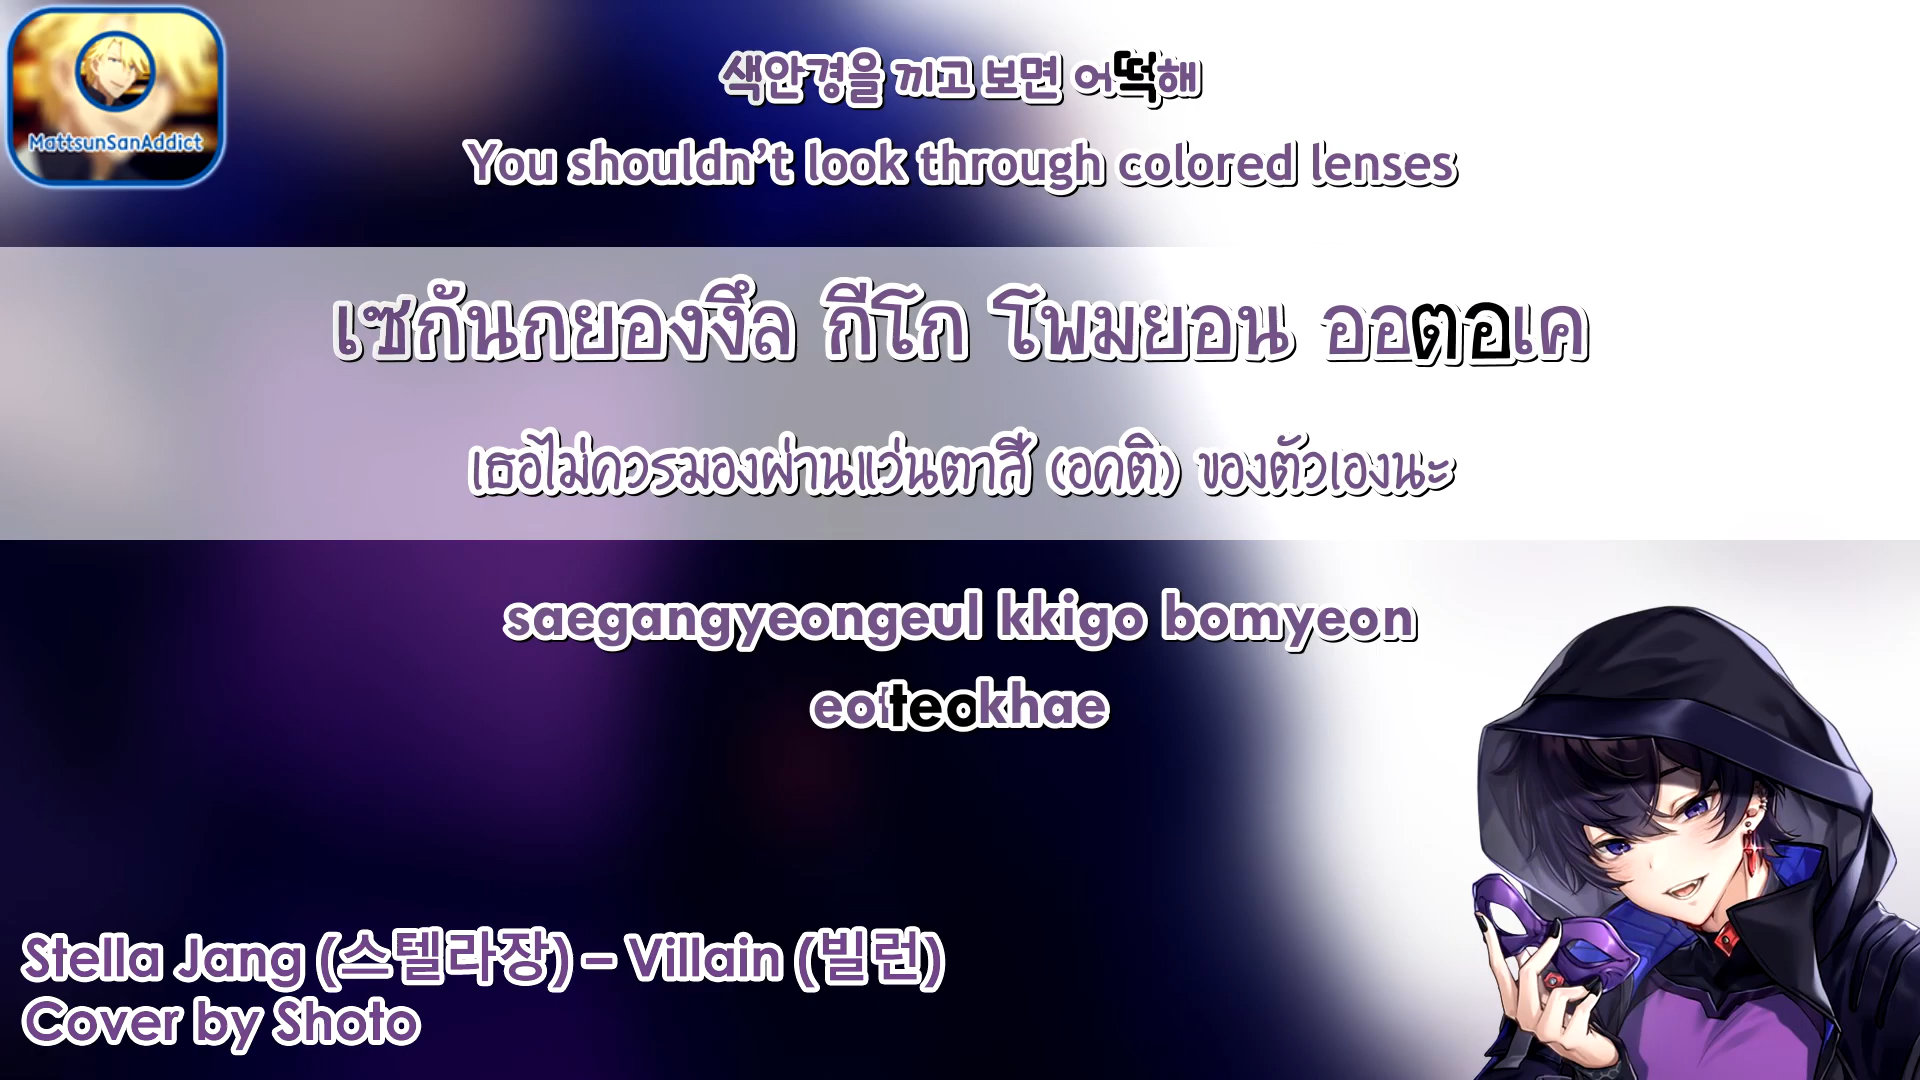 MattsunSanAddict
색안경을 끼고 보면 어떡해
You shouldn't look through colored lenses
เซกันกยองงึล กีโก โพมยอน ออตอเค
เธอไม่ควรมองผ่านแว่นตาสี (อคติ) ของตัวเองนะ
saegangyeongeul kkigo bomyeon
eotteokhae
Stella Jang (스텔라장) – Villain (빌런)
Cover by Shoto